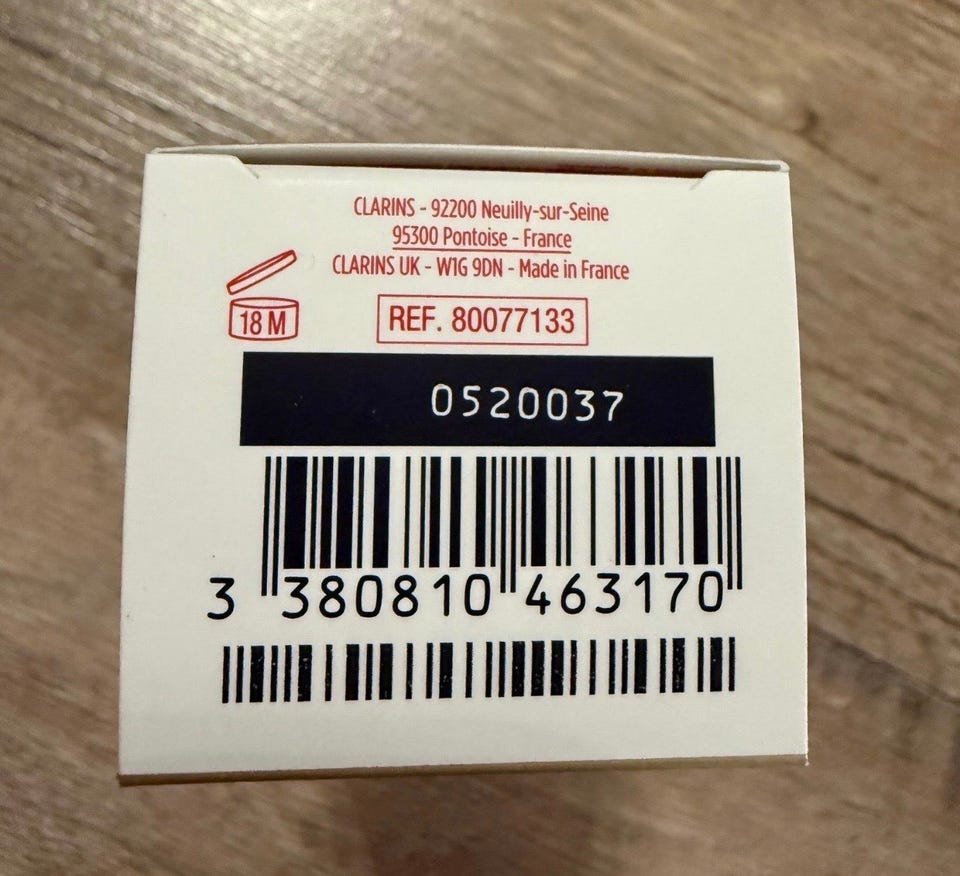 CLARINS - 92200 Neuilly-sur-Seine
95300 Pontoise - France
CLARINS UK - W1G 9DN - Made in France
18 M
REF. 80077133
0520037
3 380810 463170